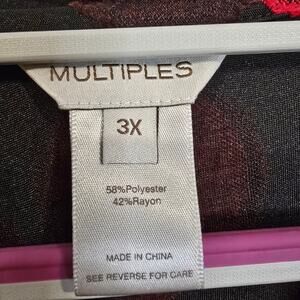 MULTIPLES
3X
58%Polyester
42%Rayon
MADE IN CHINA
SEE REVERSE FOR CARE